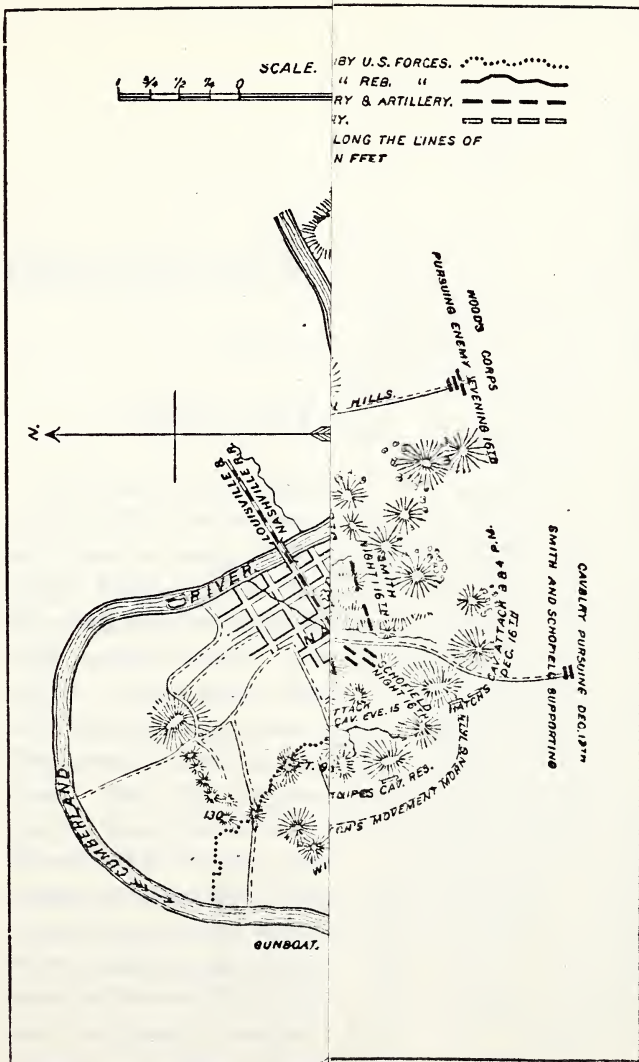 SCALE.
1 3/4 1/2 1/4 0
BY U.S. FORCES.
" REB. "
RY & ARTILLERY.
RY.
LONG THE LINES OF
N FEET
WOODS CORPS
PURSUING ENEMY EVENING 16TH
HILLS.
N.
LOUISVILLE &
NASHVILLE R.R.
RIVER
N
SMITH
NIGHT 16TH
SCHOFIELD
NIGHT 16TH
CAV. ATTACK 3 & 4 P.M.
DEC. 16TH
CAVALRY PURSUING DEC. 17TH
SMITH AND SCHOFIELD SUPPORTING
TTACK
CAV. EVE. 15
HATCHS
CAV. RES.
MOVEMENT
130
WI
CUMBERLAND
GUNBOAT.